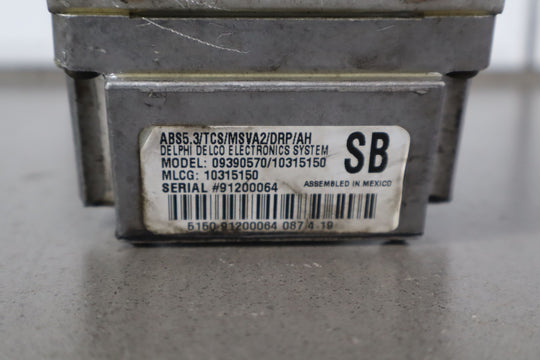 ABS5.3/TCS/MSVA2/DRP/AH
DELPHI DELCO ELECTRONICS SYSTEM
MODEL: 09390570/10315150
MLCG: 10315150
SERIAL #91200064
SB
ASSEMBLED IN MEXICO
5150 91200064 087 4 19